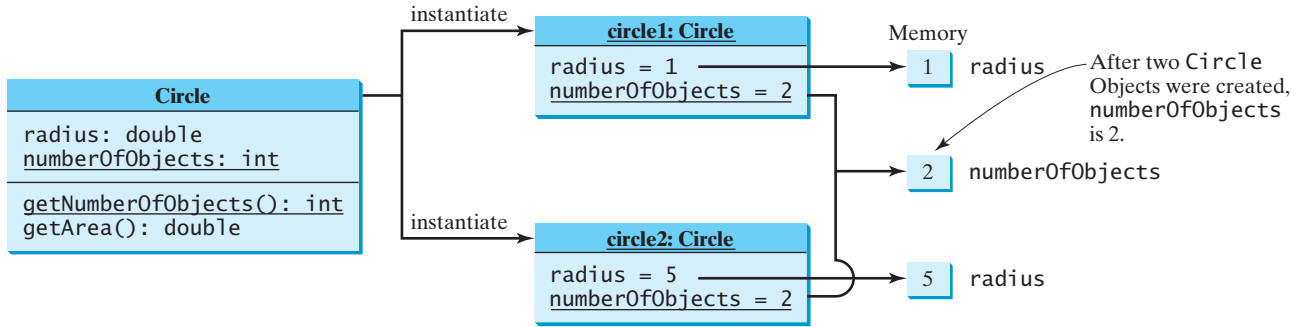 Circle
radius: double
numberOfObjects: int
getNumberOfObjects(): int
getArea(): double
instantiate
instantiate
circle1: Circle
radius = 1
numberOfObjects = 2
circle2: Circle
radius = 5
numberOfObjects = 2
Memory
1 radius
2 numberOfObjects
5 radius
After two Circle
Objects were created,
numberOfObjects
is 2.